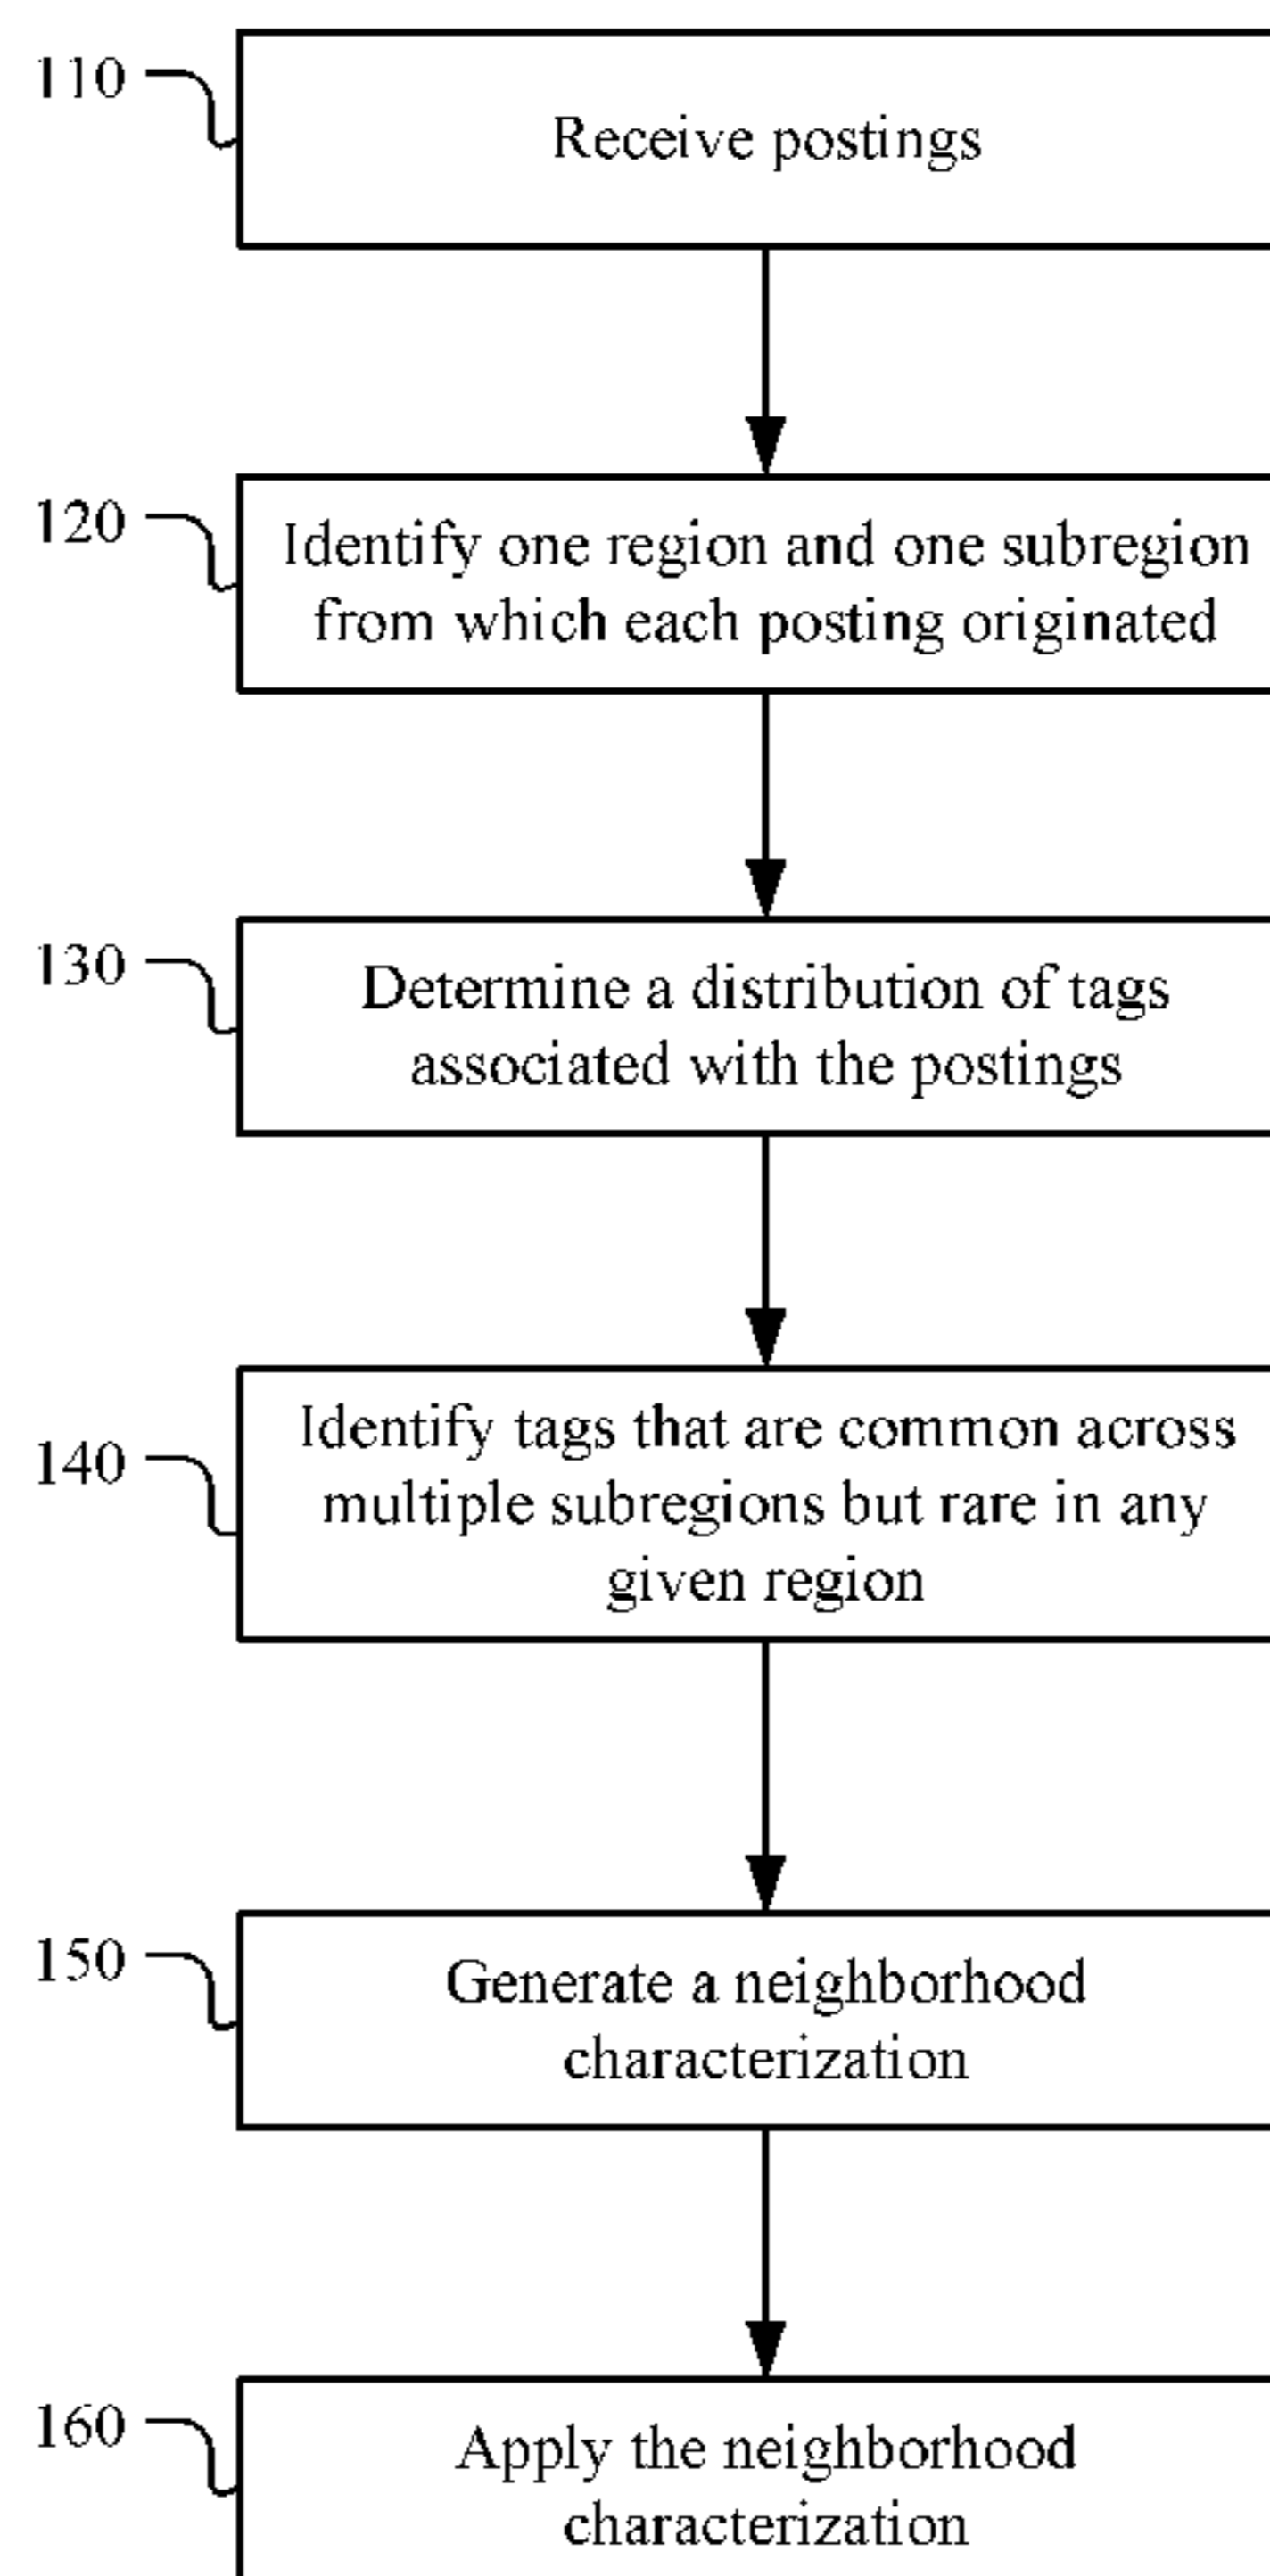 110
Receive postings
120
Identify one region and one subregion
from which each posting originated
130
Determine a distribution of tags
associated with the postings
140
Identify tags that are common across
multiple subregions but rare in any
given region
150
Generate a neighborhood
characterization
160
Apply the neighborhood
characterization